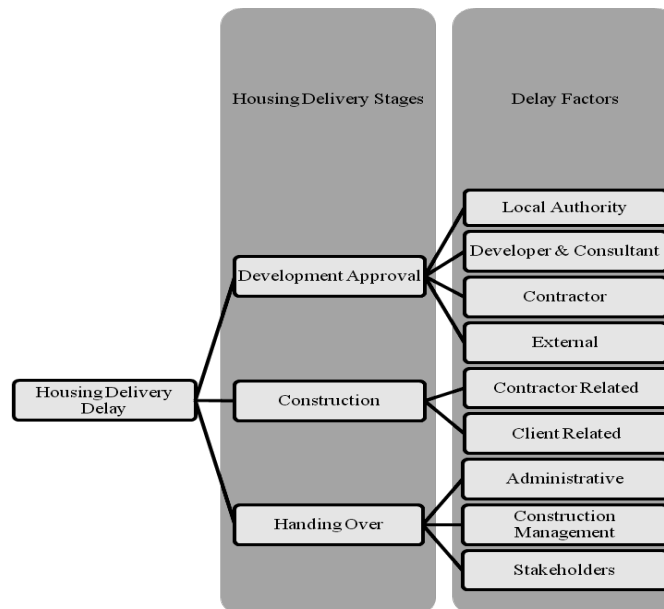 Housing Delivery Stages
Delay Factors
Local Authority
Developer & Consultant
Development Approval
Contractor
External
Housing Delivery
Delay
Construction
Contractor Related
Client Related
Administrative
Handing Over
Construction
Management
Stakeholders